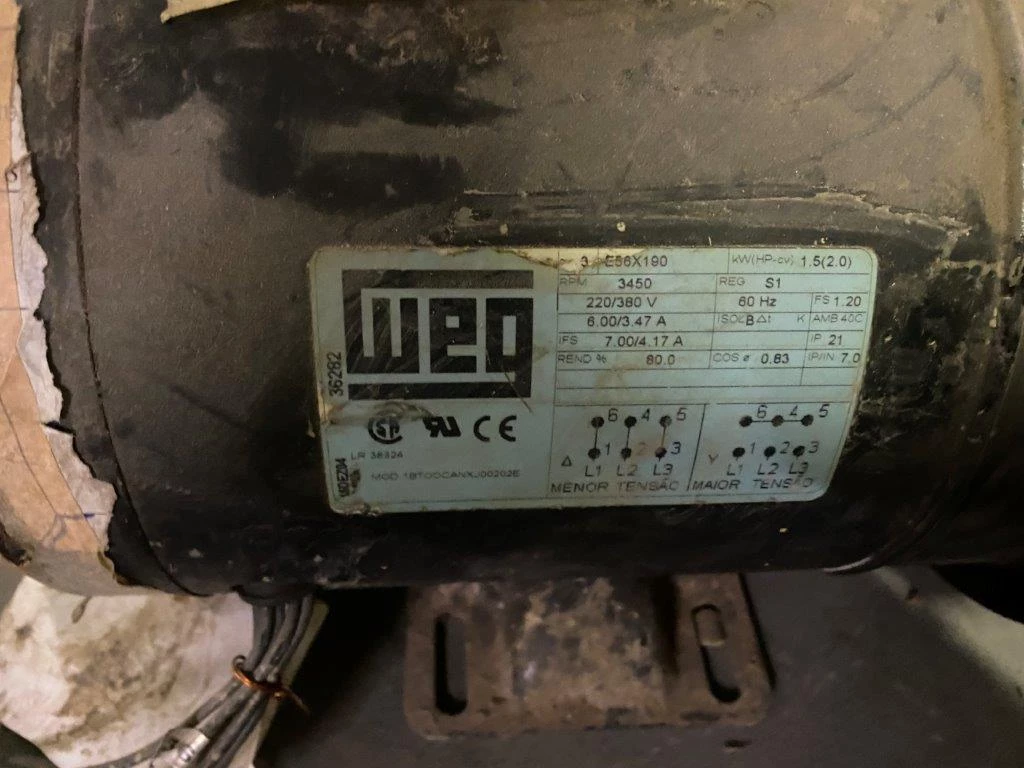 WEG
36282
LR 38324
MOD 18TODCANXJ00202E
3 E56X190 kW(HP-cv) 1.5(2.0)
RPM 3450 REG S1
220/380 V 60 Hz FS 1.20
6.00/3.47 A ISOL B Δt K AMB 40C
IFS 7.00/4.17 A IP 21
REND % 80.0 COS ø 0.83 IP/IN 7.0
6 4 5 6 4 5
Δ 1 2 3 Y 1 2 3
L1 L2 L3 L1 L2 L3
MENOR TENSÃO MAIOR TENSÃO